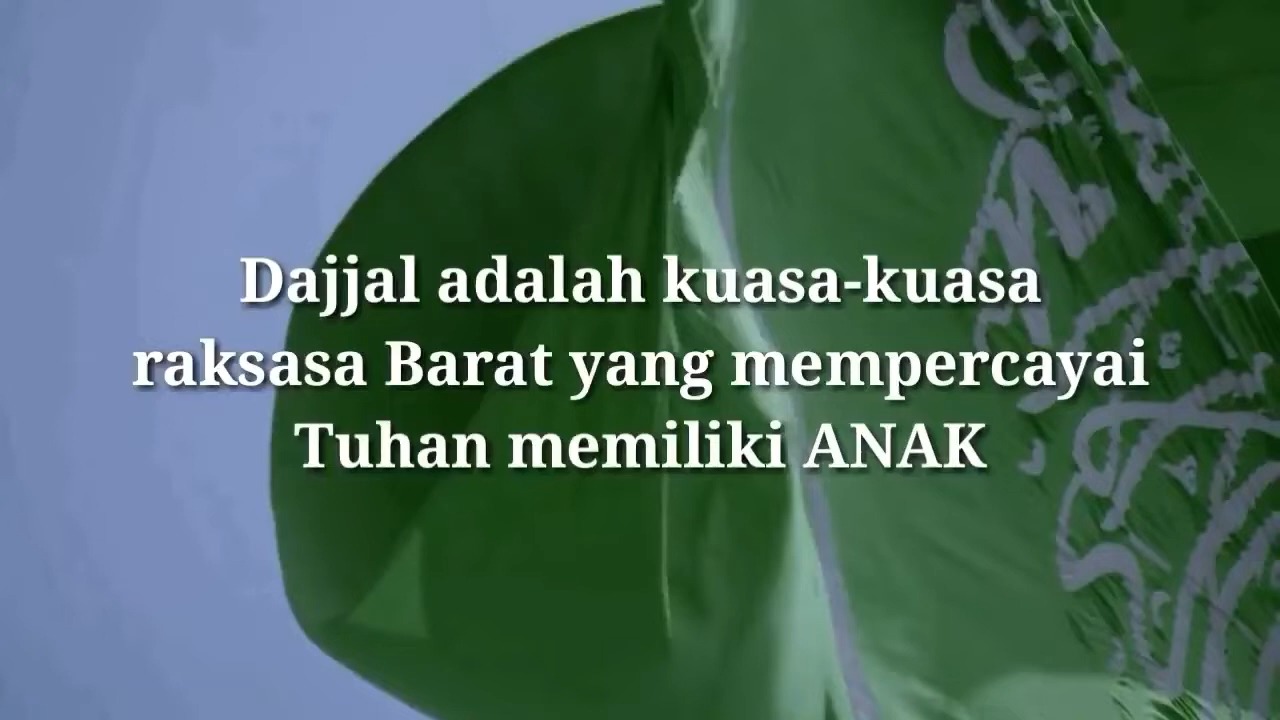 Dajjal adalah kuasa-kuasa
raksasa Barat yang mempercayai
Tuhan memiliki ANAK